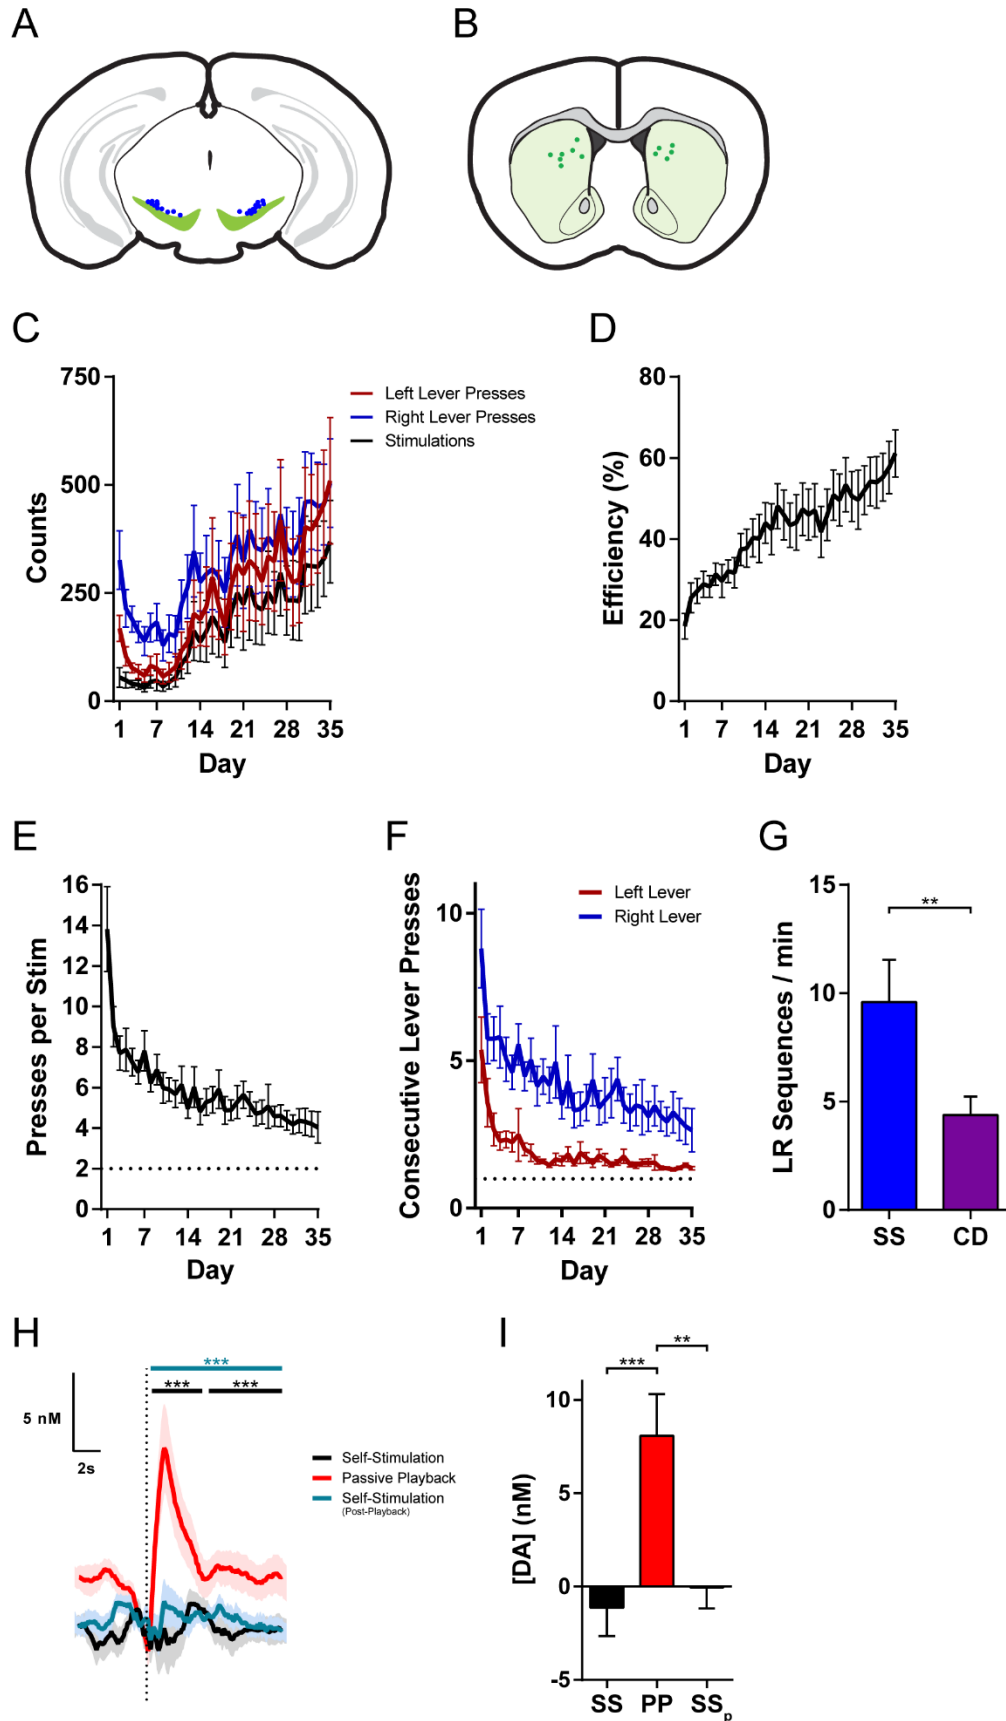 A
B
C
750
500
250
0
Counts
1 7 14 21 28 35
Day
Left Lever Presses
Right Lever Presses
Stimulations
D
80
60
40
20
0
Efficiency (%)
1 7 14 21 28 35
Day
E
16
14
12
10
8
6
4
2
0
Presses per Stim
1 7 14 21 28 35
Day
F
10
5
0
Consecutive Lever Presses
Left Lever
Right Lever
1 7 14 21 28 35
Day
G
15
10
5
0
LR Sequences / min
**
SS CD
H
5 nM
2s
***
*** ***
Self-Stimulation
Passive Playback
Self-Stimulation
(Post-Playback)
I
10
5
0
-5
[DA] (nM)
*** **
SS PP SSp